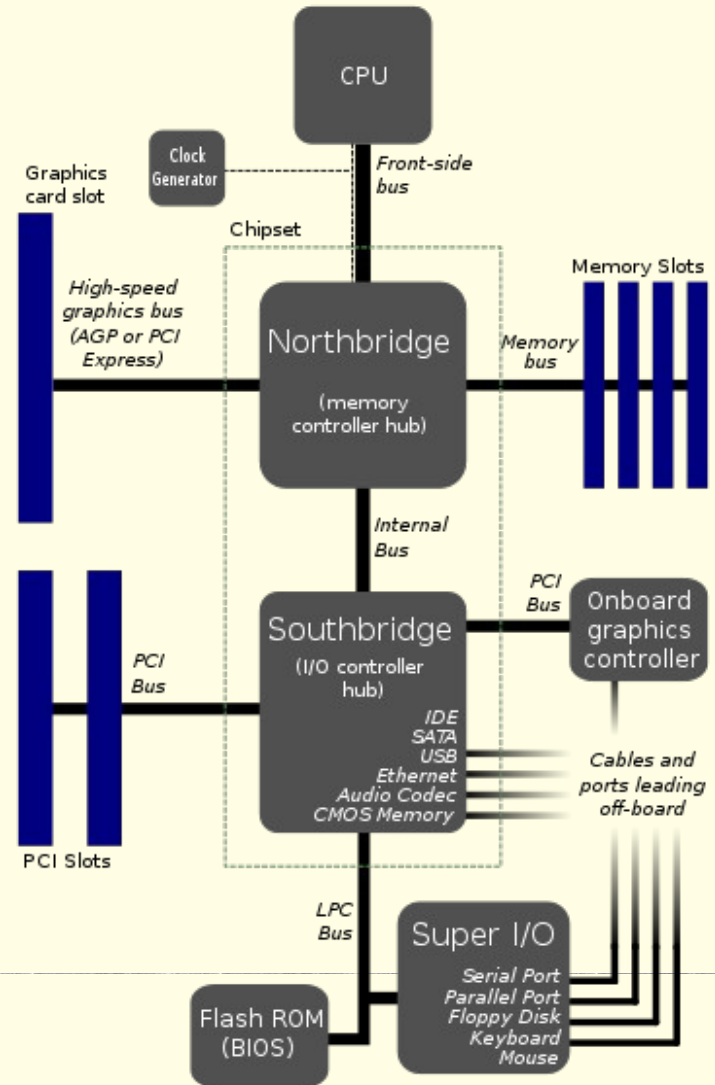 CPU
Clock
Generator
Front-side
bus
Graphics
card slot
Chipset
High-speed
graphics bus
(AGP or PCI
Express)
Northbridge
(memory
controller hub)
Memory Slots
Memory
bus
Internal
Bus
PCI
Bus
Onboard
graphics
controller
Southbridge
(I/O controller
hub)
PCI
Bus
IDE
SATA
USB
Ethernet
Audio Codec
CMOS Memory
Cables and
ports leading
off-board
PCI Slots
LPC
Bus
Super I/O
Serial Port
Parallel Port
Floppy Disk
Keyboard
Mouse
Flash ROM
(BIOS)